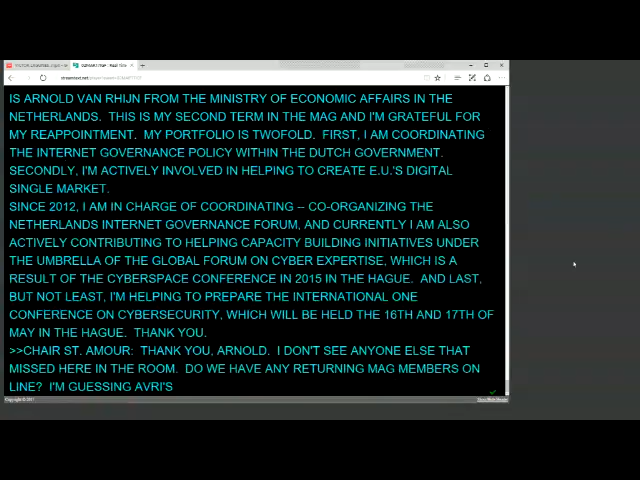 streamtext.net
IS ARNOLD VAN RHIJN FROM THE MINISTRY OF ECONOMIC AFFAIRS IN THE
NETHERLANDS.  THIS IS MY SECOND TERM IN THE MAG AND I'M GRATEFUL FOR
MY REAPPOINTMENT.  MY PORTFOLIO IS TWOFOLD.  FIRST, I AM COORDINATING
THE INTERNET GOVERNANCE POLICY WITHIN THE DUTCH GOVERNMENT.
SECONDLY, I'M ACTIVELY INVOLVED IN HELPING TO CREATE E.U.'S DIGITAL
SINGLE MARKET.
SINCE 2012, I AM IN CHARGE OF COORDINATING -- CO-ORGANIZING THE
NETHERLANDS INTERNET GOVERNANCE FORUM, AND CURRENTLY I AM ALSO
ACTIVELY CONTRIBUTING TO HELPING CAPACITY BUILDING INITIATIVES UNDER
THE UMBRELLA OF THE GLOBAL FORUM ON CYBER EXPERTISE, WHICH IS A
RESULT OF THE CYBERSPACE CONFERENCE IN 2015 IN THE HAGUE.  AND LAST,
BUT NOT LEAST, I'M HELPING TO PREPARE THE INTERNATIONAL ONE
CONFERENCE ON CYBERSECURITY, WHICH WILL BE HELD THE 16TH AND 17TH OF
MAY IN THE HAGUE.  THANK YOU.
>>CHAIR ST. AMOUR:  THANK YOU, ARNOLD.  I DON'T SEE ANYONE ELSE THAT
MISSED HERE IN THE ROOM.  DO WE HAVE ANY RETURNING MAG MEMBERS ON
LINE?  I'M GUESSING AVRI'S